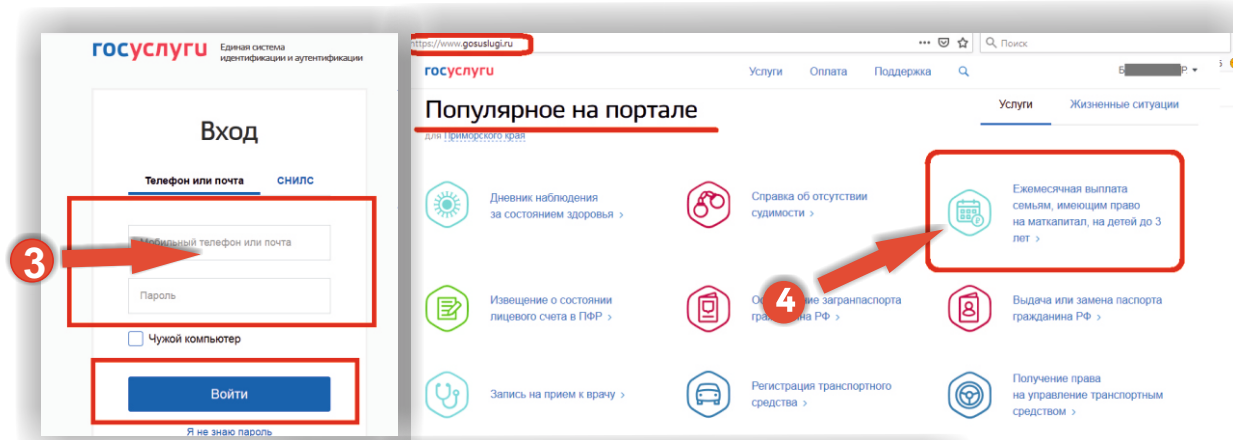 госуслуги
Единая система
идентификации и аутентификации
Вход
Телефон или почта
СНИЛС
3
Мобильный телефон или почта
Пароль
Чужой компьютер
Войти
Я не знаю пароль
https://www.gosuslugi.ru
Поиск
госуслуги
Услуги
Оплата
Поддержка
Б
Р.
Популярное на портале
Услуги
Жизненные ситуации
для Приморского края
Дневник наблюдения
за состоянием здоровья >
Справка об отсутствии
судимости >
Ежемесячная выплата
семьям, имеющим право
на маткапитал, на детей до 3
лет >
4
Извещение о состоянии
лицевого счета в ПФР >
загранпаспорта
РФ >
Выдача или замена паспорта
гражданина РФ >
Запись на прием к врачу >
Регистрация транспортного
средства >
Получение права
на управление транспортным
средством >